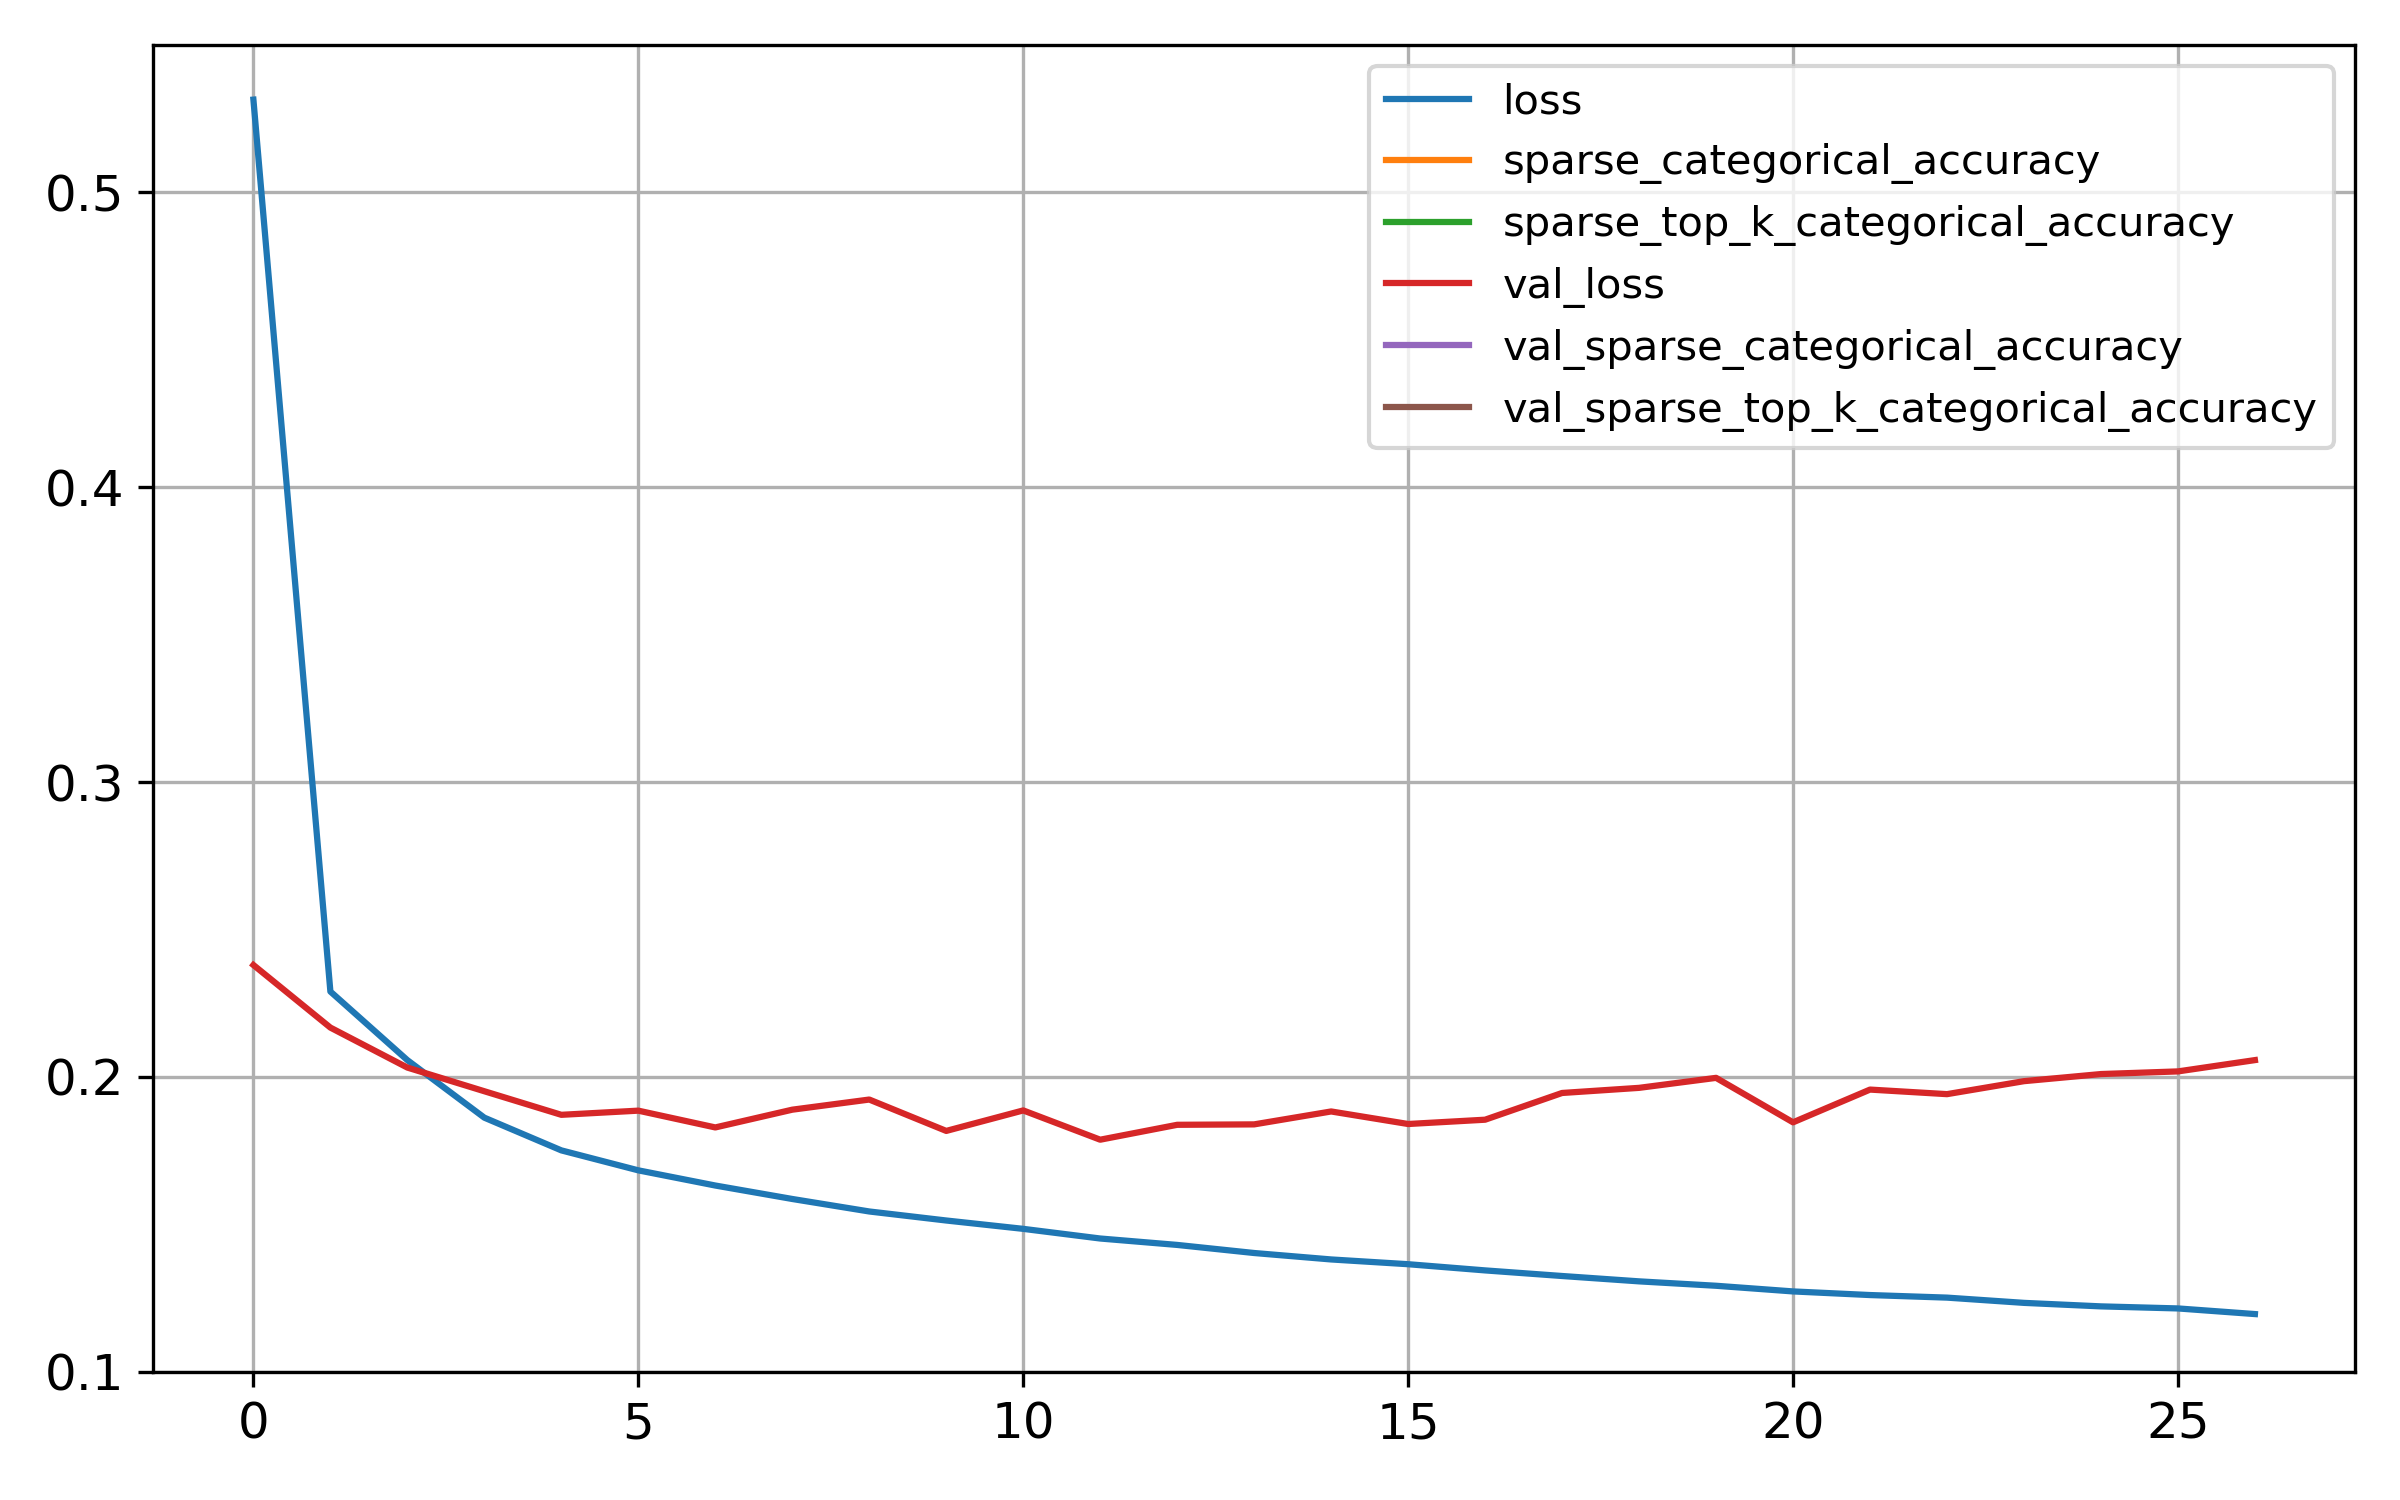 loss
sparse_categorical_accuracy
sparse_top_k_categorical_accuracy
val_loss
val_sparse_categorical_accuracy
val_sparse_top_k_categorical_accuracy
0.5
0.4
0.3
0.2
0.1
0 5 10 15 20 25